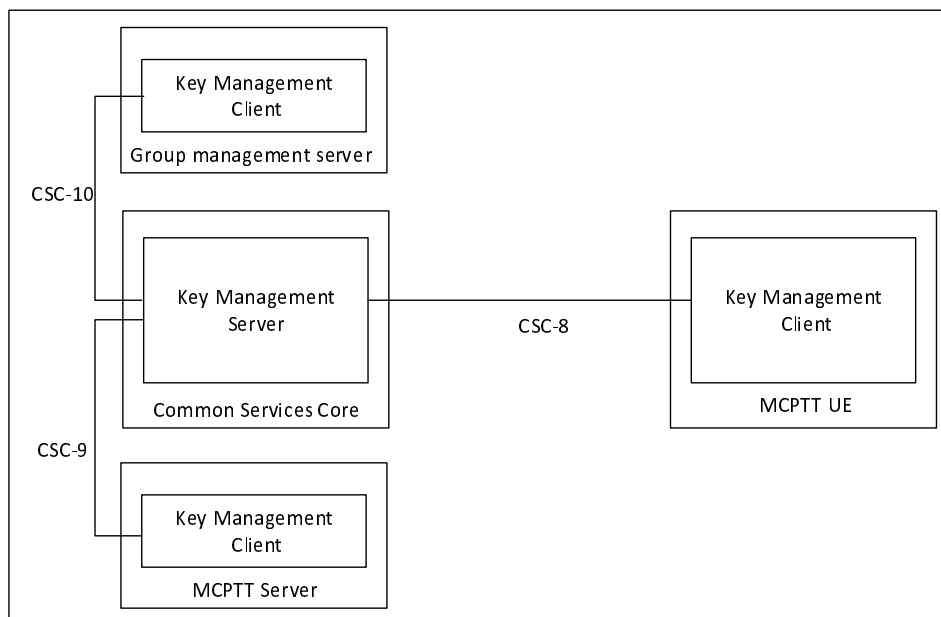 Key Management
Client
Group management server
CSC-10
Key Management
Server
Common Services Core
CSC-8
Key Management
Client
MCPTT UE
CSC-9
Key Management
Client
MCPTT Server